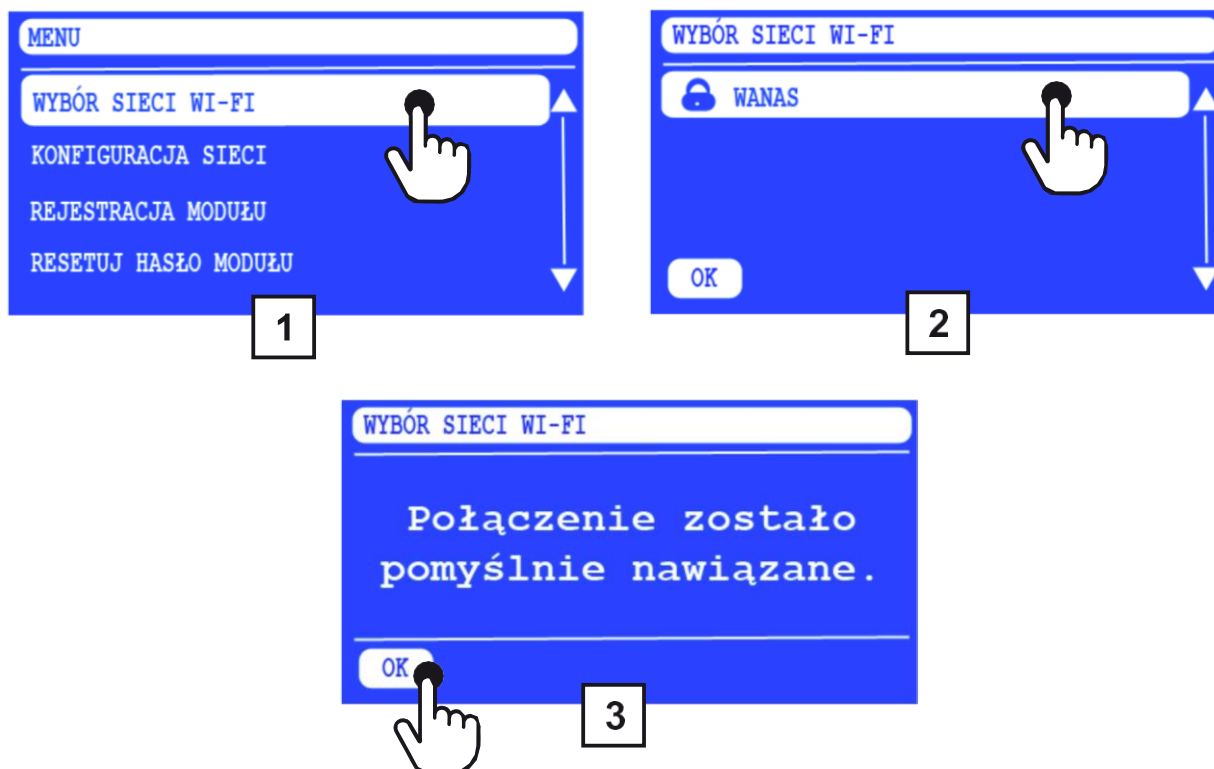 MENU
WYBÓR SIECI WI-FI
KONFIGURACJA SIECI
REJESTRACJA MODUŁU
RESETUJ HASŁO MODUŁU
1
WYBÓR SIECI WI-FI
WANAS
OK
2
WYBÓR SIECI WI-FI
Połączenie zostało
pomyślnie nawiązane.
OK
3